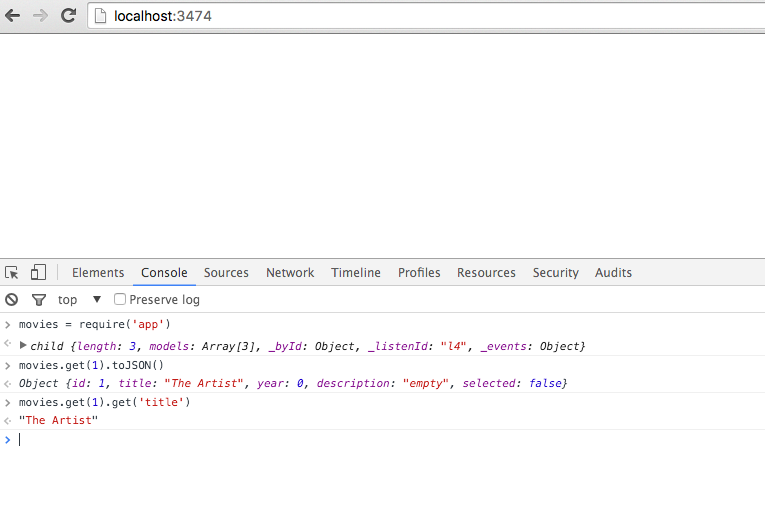 localhost:3474
Elements Console Sources Network Timeline Profiles Resources Security Audits
top ▼ Preserve log
> movies = require('app')
<· ▶ child {length: 3, models: Array[3], _byId: Object, _listenId: "l4", _events: Object}
> movies.get(1).toJSON()
<· Object {id: 1, title: "The Artist", year: 0, description: "empty", selected: false}
> movies.get(1).get('title')
<· "The Artist"
>